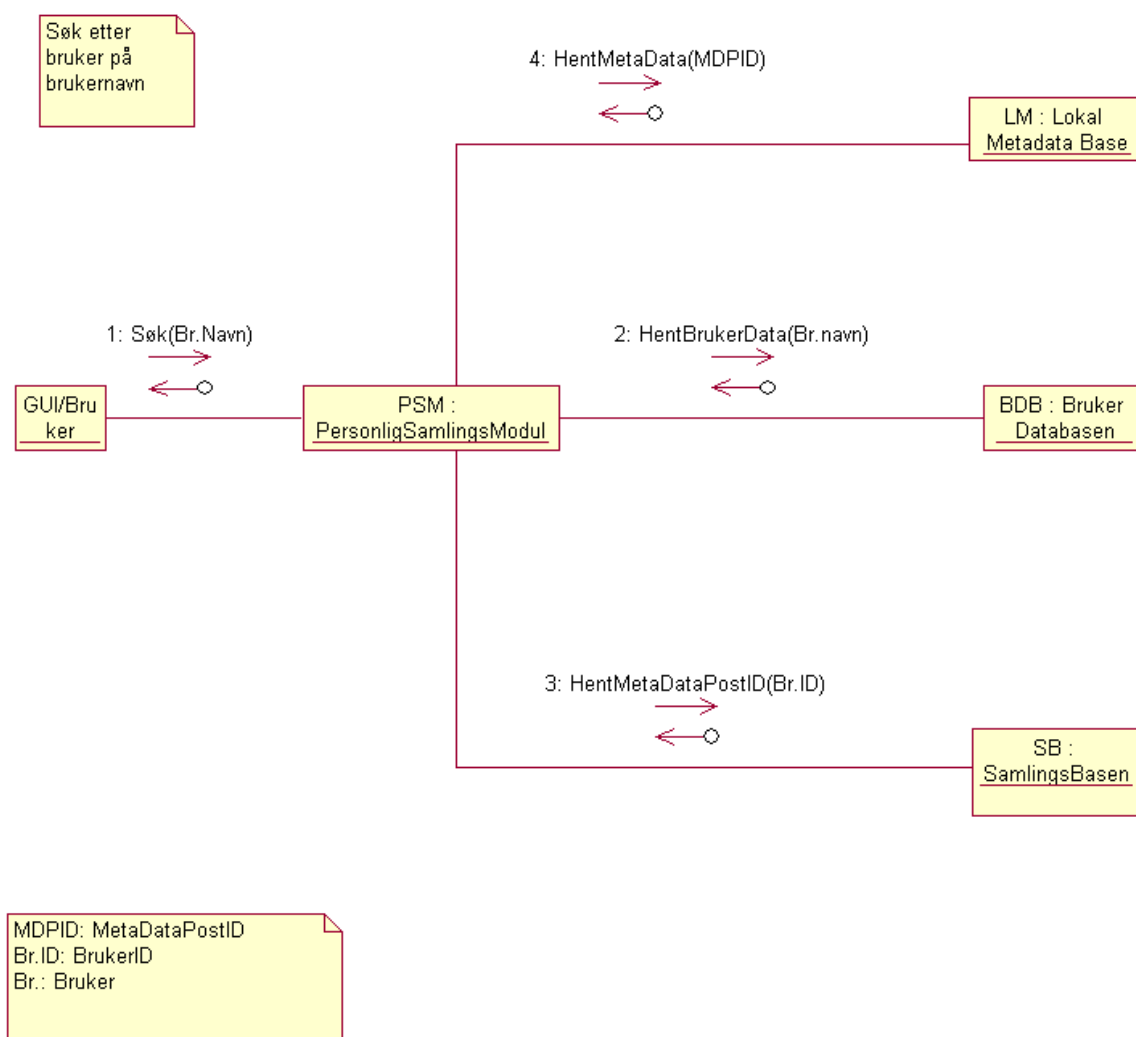 Søk etter
bruker på
brukernavn
4: HentMetaData(MDPID)
LM : Lokal
Metadata Base
1: Søk(Br.Navn)
2: HentBrukerData(Br.navn)
GUI/Bru
ker
PSM :
PersonligSamlingsModul
BDB : Bruker
Databasen
3: HentMetaDataPostID(Br.ID)
SB :
SamlingsBasen
MDPID: MetaDataPostID
Br.ID: BrukerID
Br.: Bruker